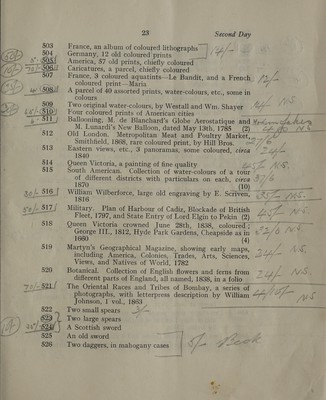 23
Second Day
503 France, an album of coloured lithographs
504 Germany, 12 old coloured prints
505 America, 57 old prints, chiefly coloured
506 Caricatures, a parcel, chiefly coloured
507 France, 3 coloured aquatints—Le Bandit, and a French
coloured print—Maria
508 A parcel of 40 assorted prints, water-colours, etc., some in
colours
509 Two water original-colours, by Westall and Wm. Shayer
510 Four coloured prints of American cities
511 Ballooning, M. de Blanchard's Globe Aerostatique and
M. Lunardi's New Balloon, dated May 13th, 1785 (2)
512 Old London. Metropolitan Meat and Poultry Market,
Smithfield, 1868, rare coloured print, by Hill Bros.
513 Eastern views, etc., 3 panoramas, some coloured, circa
1840
514 Queen Victoria, a painting of fine quality
515 South American. Collection of water-colours of a tour
of different districts with particulars on each, circa
1870 (10)
516 William Wilberforce, large old engraving by E. Scriven,
1816
517 Military. Plan of Harbour of Cadiz, Blockade of British
Fleet, 1797, and State Entry of Lord Elgin to Pekin (2)
518 Queen Victoria crowned June 28th, 1838, coloured;
George III., 1812, Hyde Park Gardens, Cheapside as in
1660 (4)
519 Martyn's Geographical Magazine, showing early maps,
including America, Colonies, Trades, Arts, Sciences,
Views, and Natives of World, 1782
520 Botanical. Collection of English flowers and ferns from
different parts of England, all named, 1838, in a folio
521 The Oriental Races and Tribes of Bombay, a series of
photographs, with letterpress description by William
Johnson, 1 vol., 1863
522 Two small spears
523 Two large spears
524 A Scottish sword
525 An old sword
526 Two daggers, in mahogany cases